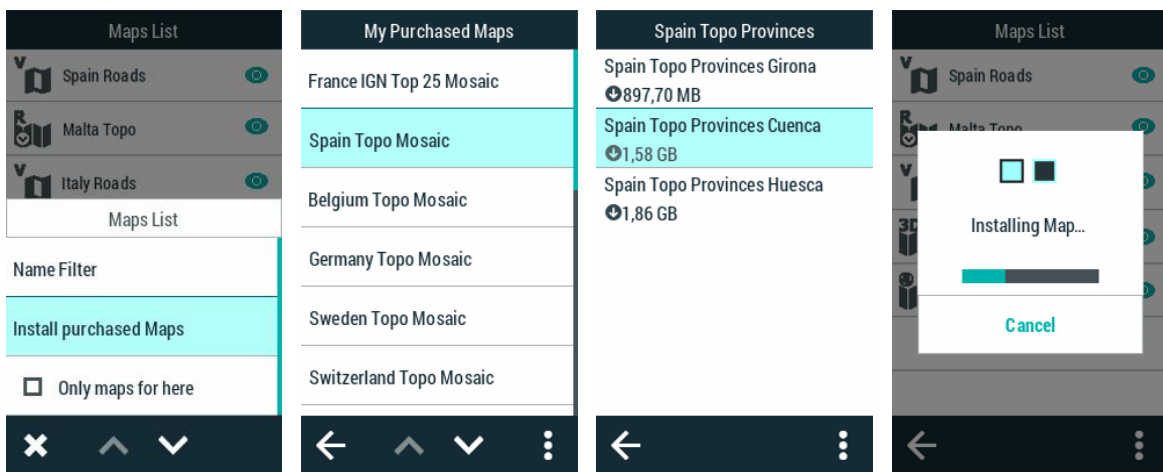 Maps List
V
Spain Roads
R
Malta Topo
V
Italy Roads
Maps List
Name Filter
Install purchased Maps
Only maps for here
My Purchased Maps
France IGN Top 25 Mosaic
Spain Topo Mosaic
Belgium Topo Mosaic
Germany Topo Mosaic
Sweden Topo Mosaic
Switzerland Topo Mosaic
Spain Topo Provinces
Spain Topo Provinces Girona
897,70 MB
Spain Topo Provinces Cuenca
1,58 GB
Spain Topo Provinces Huesca
1,86 GB
Maps List
V
Spain Roads
R
Malta Topo
V
3D
Installing Map...
Cancel